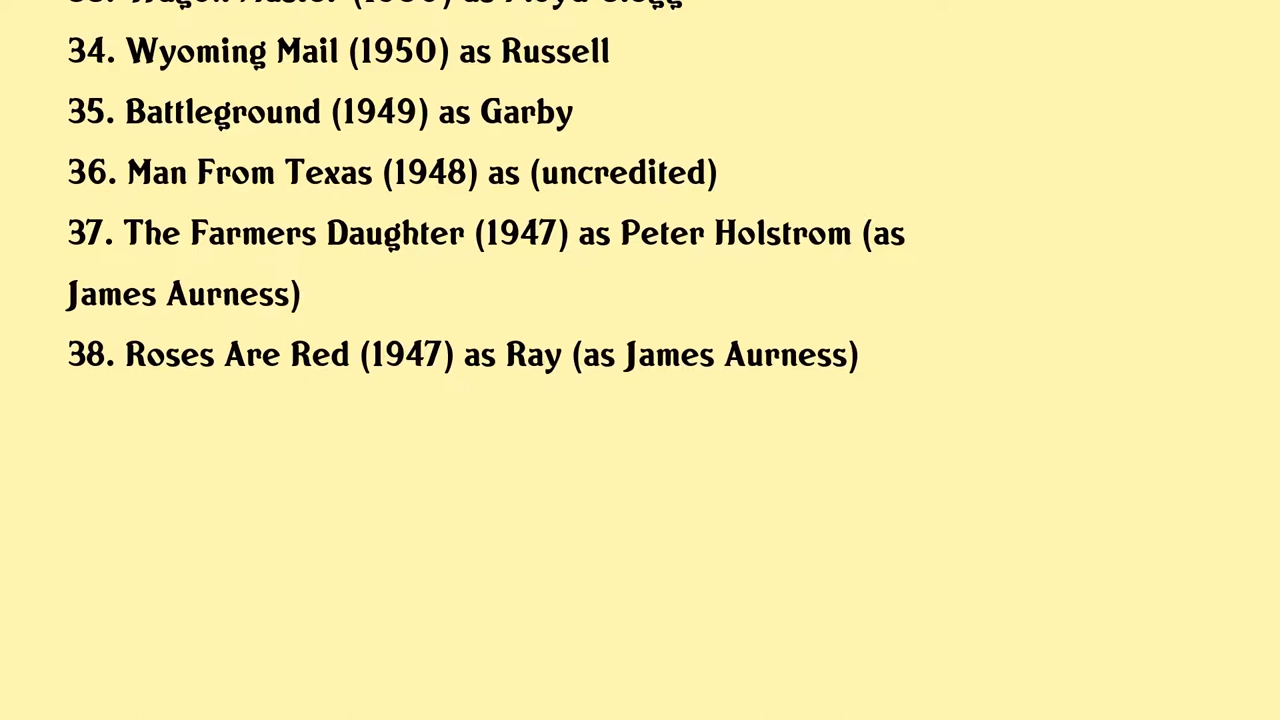 34. Wyoming Mail (1950) as Russell
35. Battleground (1949) as Garby
36. Man From Texas (1948) as (uncredited)
37. The Farmers Daughter (1947) as Peter Holstrom (as
James Aurness)
38. Roses Are Red (1947) as Ray (as James Aurness)